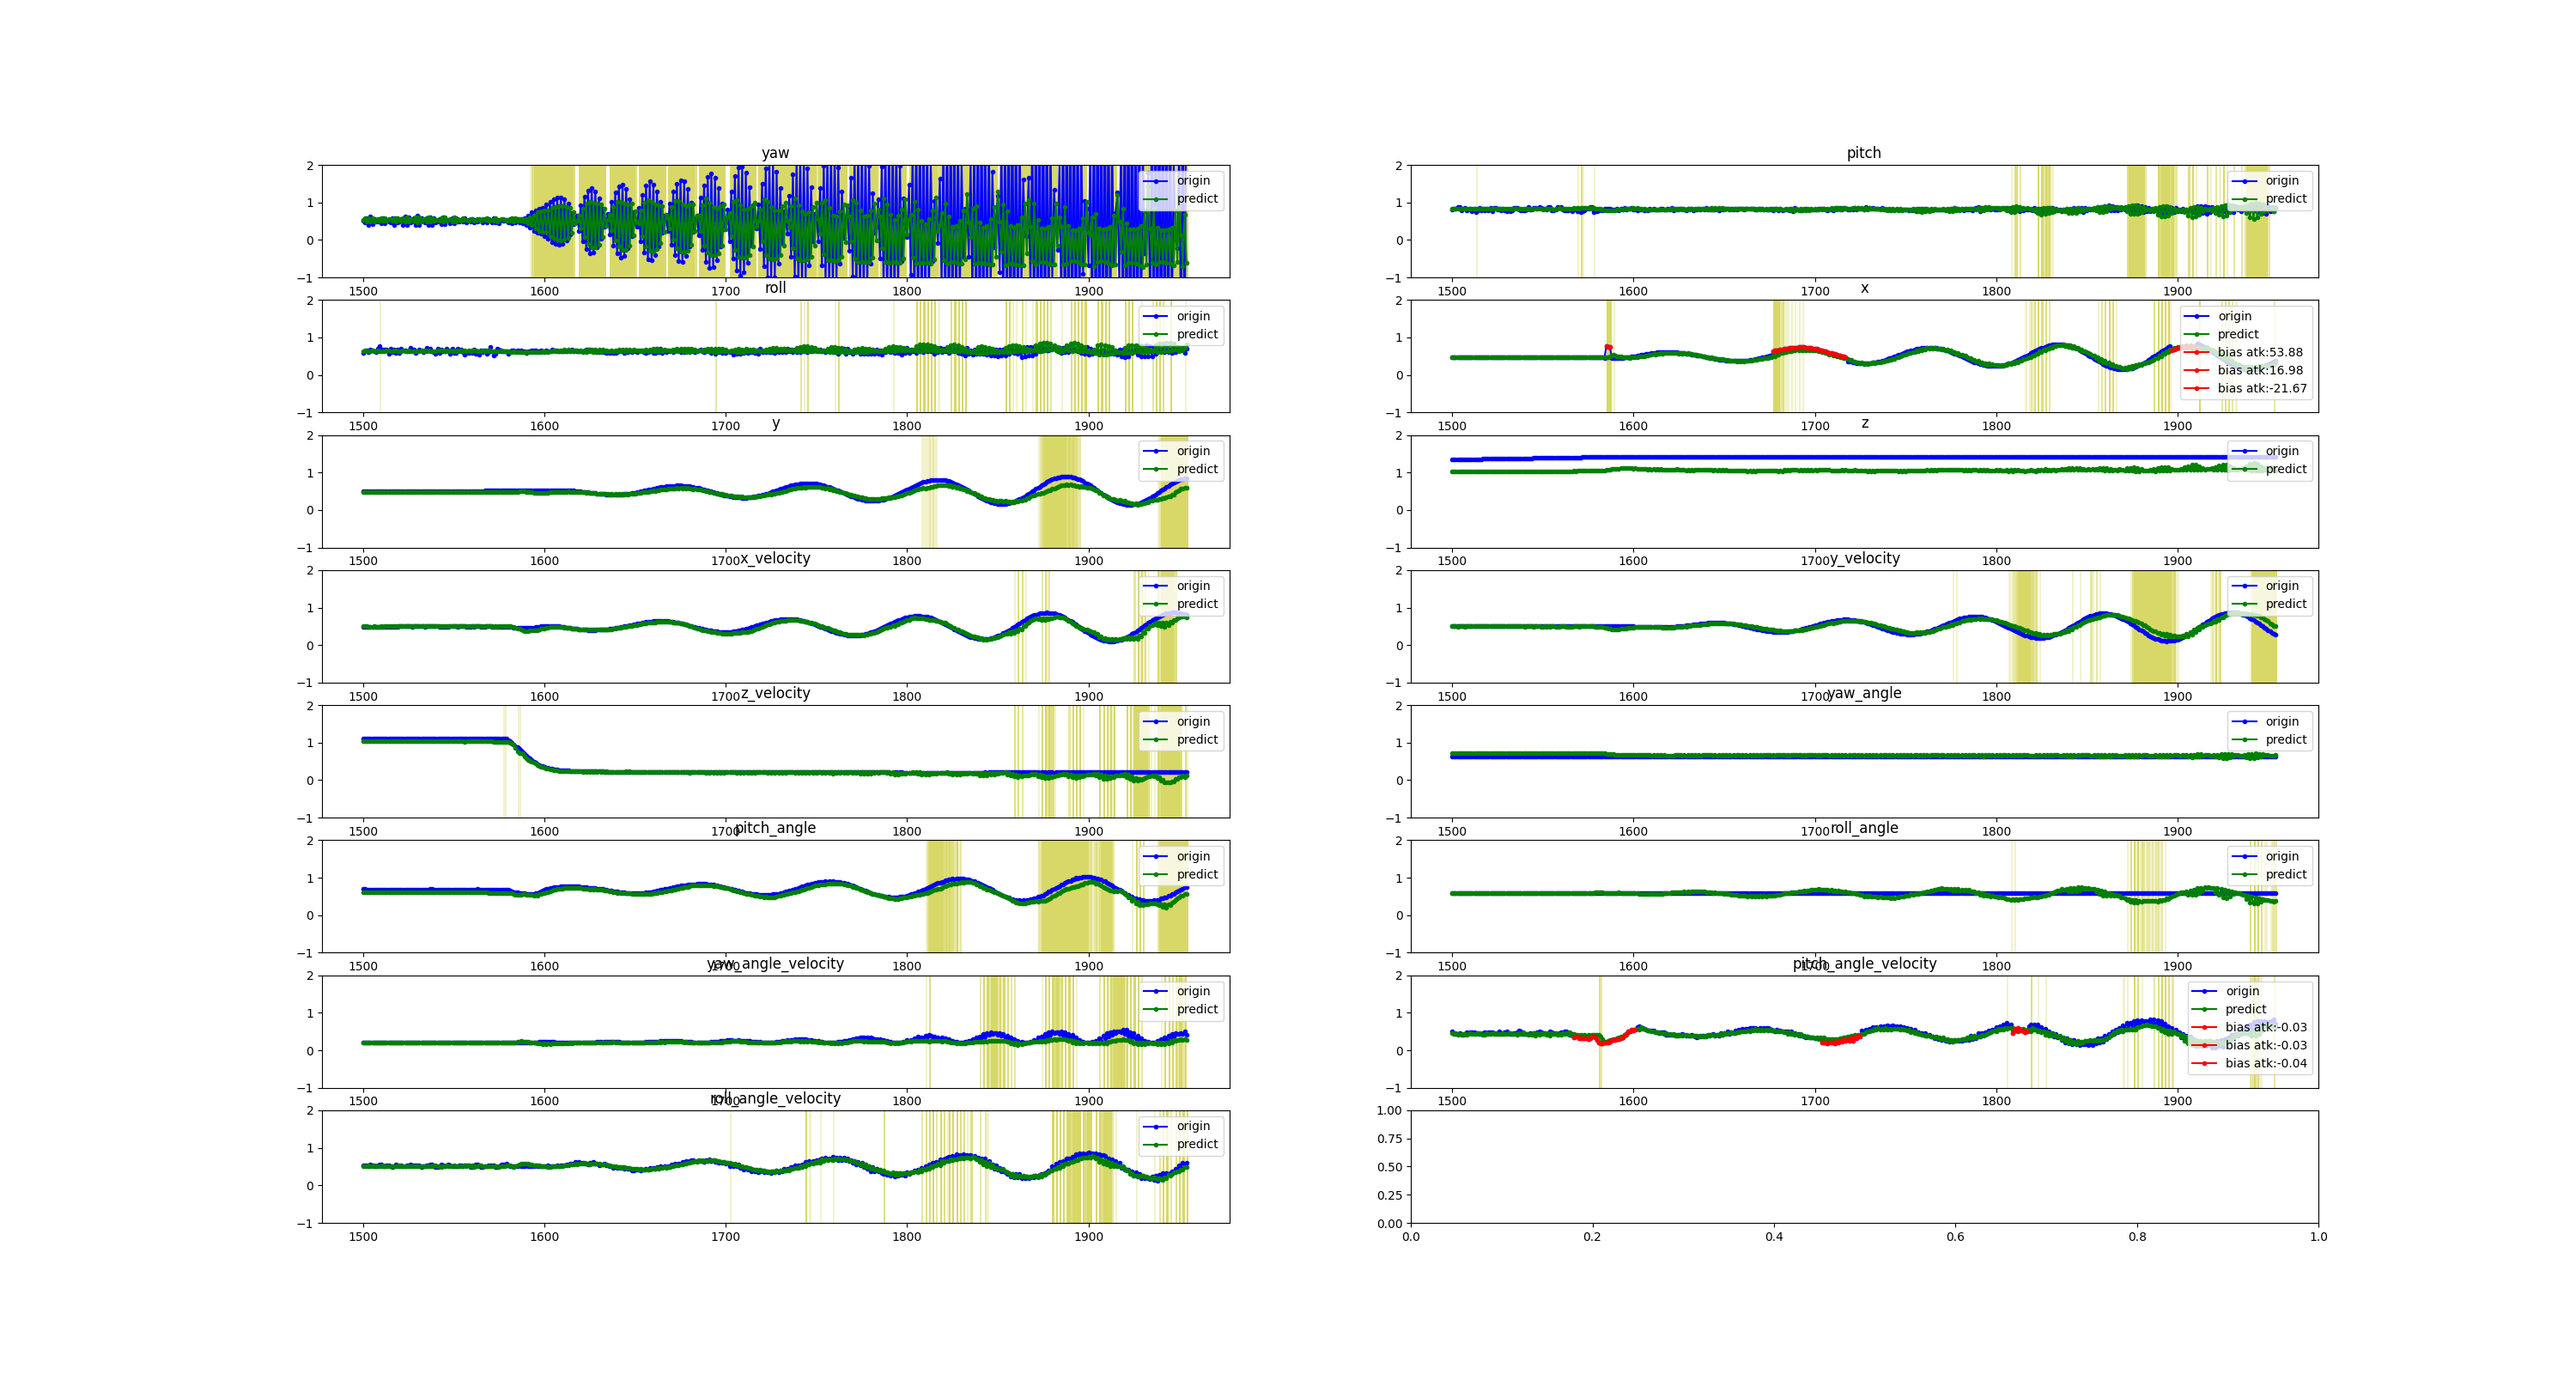 yaw
2
1
0
−1
origin
predict
1500 1600 1700 1800 1900
pitch
2
1
0
−1
origin
predict
1500 1600 1700 1800 1900
roll
2
1
0
−1
origin
predict
1500 1600 1700 1800 1900
x
2
1
0
−1
origin
predict
bias atk:53.88
bias atk:16.98
bias atk:-21.67
1500 1600 1700 1800 1900
y
2
1
0
−1
origin
predict
1500 1600 1700 1800 1900
z
2
1
0
−1
origin
predict
1500 1600 1700 1800 1900
x_velocity
2
1
0
−1
origin
predict
1500 1600 1700 1800 1900
y_velocity
2
1
0
−1
origin
predict
1500 1600 1700 1800 1900
z_velocity
2
1
0
−1
origin
predict
1500 1600 1700 1800 1900
yaw_angle
2
1
0
−1
origin
predict
1500 1600 1700 1800 1900
pitch_angle
2
1
0
−1
origin
predict
1500 1600 1700 1800 1900
roll_angle
2
1
0
−1
origin
predict
1500 1600 1700 1800 1900
yaw_angle_velocity
2
1
0
−1
origin
predict
1500 1600 1700 1800 1900
pitch_angle_velocity
2
1
0
−1
origin
predict
bias atk:-0.03
bias atk:-0.03
bias atk:-0.04
1500 1600 1700 1800 1900
roll_angle_velocity
2
1
0
−1
origin
predict
1500 1600 1700 1800 1900
1.00
0.75
0.50
0.25
0.00
0.0 0.2 0.4 0.6 0.8 1.0